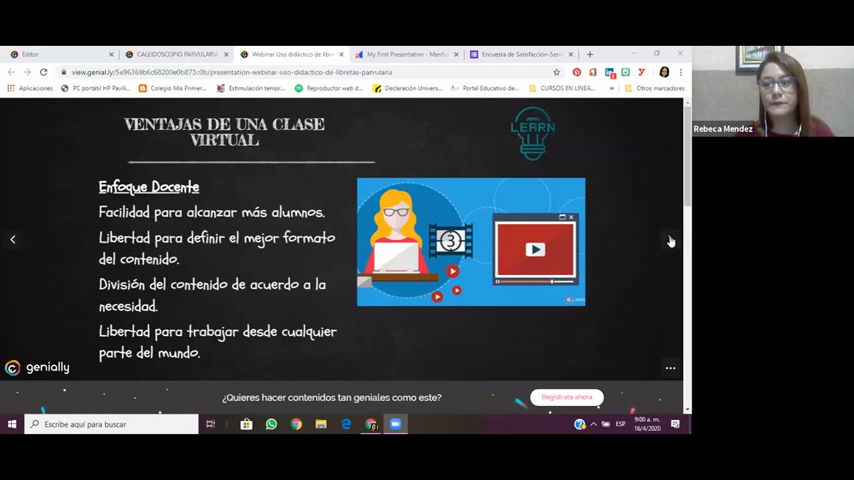 Editor
CALEIDOSCOPIO PARVULARIA
Webinar Uso didáctico de libre
My First Presentation - Menti
Encuesta de Satisfacción-Semi
view.genial.ly/5e96369b6c68200e0b873c0b/presentation-webinar-uso-didactico-de-libretas-parvularia
Aplicaciones
PC portátil HP Pavili...
Colegio Mis Primer...
Estimulación tempr...
Reproductor web d...
Declaración Univers...
Portal Educativo de...
CURSOS EN LINEA...
Otros marcadores
VENTAJAS DE UNA CLASE
VIRTUAL
LEARN
Enfoque Docente
Facilidad para alcanzar más alumnos.
Libertad para definir el mejor formato
del contenido.
División del contenido de acuerdo a la
necesidad.
Libertad para trabajar desde cualquier
parte del mundo.
3
genially
¿Quieres hacer contenidos tan geniales como este?
Regístrate ahora
Escribe aquí para buscar
ESP
9:00 a. m.
16/4/2020
Rebeca Mendez